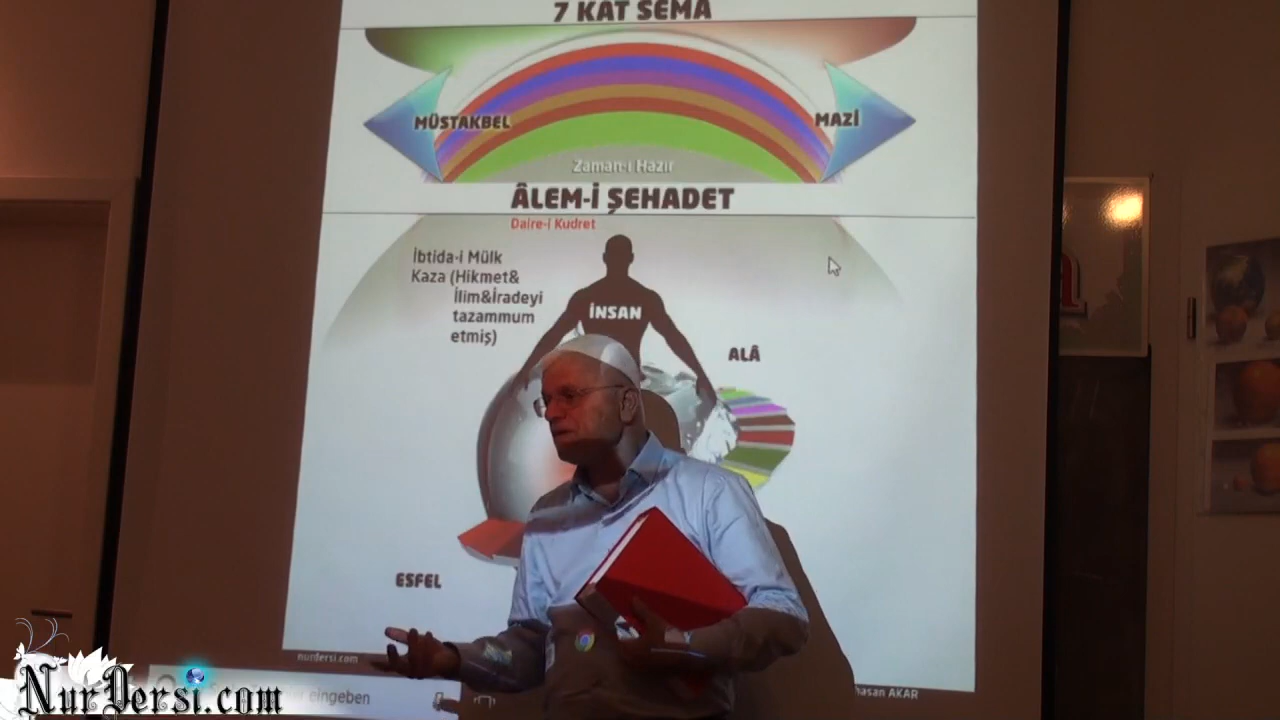 7 KAT SEMA
MÜSTAKBEL
MAZİ
Zaman-ı Hazır
ÂLEM-İ ŞEHADET
Daire-i Kudret
İbtida-i Mülk
Kaza (Hikmet&
İlim&İradeyi
tazammum
etmiş)
İNSAN
ALÂ
ESFEL
nurdersi.com
hasan AKAR
eingeben
NurDersi.com